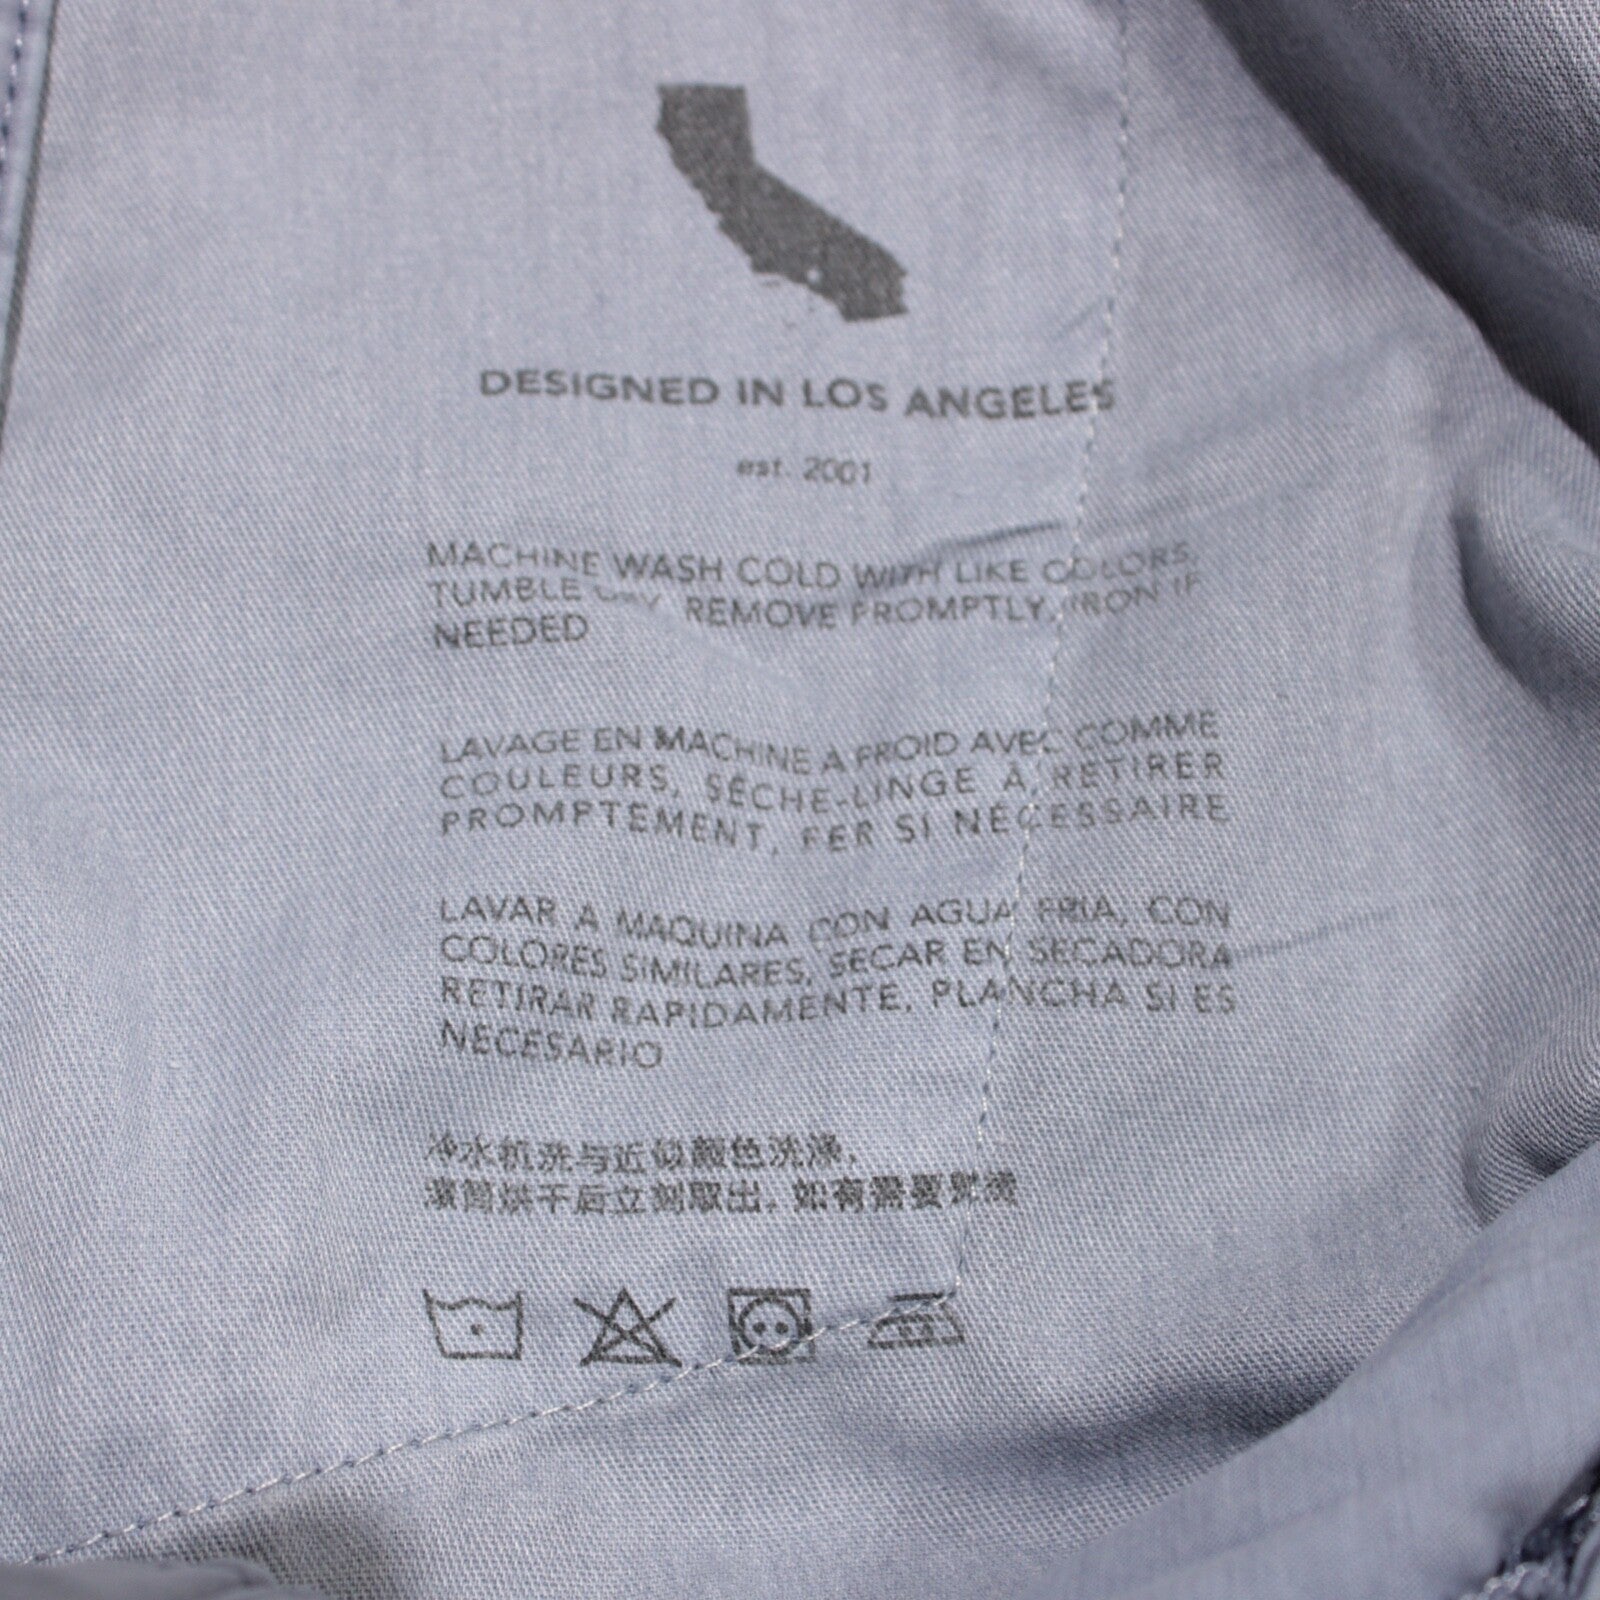 DESIGNED IN LOS ANGELES
est. 2001
MACHINE WASH COLD WITH LIKE COLORS,
TUMBLE DRY, REMOVE PROMPTLY, IRON IF
NEEDED
LAVAGE EN MACHINE À FROID AVEC COMME
COULEURS, SÈCHE-LINGE À, RETIRER
PROMPTEMENT, FER SI NÉCESSAIRE
LAVAR A MAQUINA CON AGUA FRIA, CON
COLORES SIMILARES, SECAR EN SECADORA
RETIRAR RAPIDAMENTE, PLANCHA SI ES
NECESARIO
冷水机洗与近似颜色洗涤，
滚筒烘干后立刻取出，如有需要熨烫